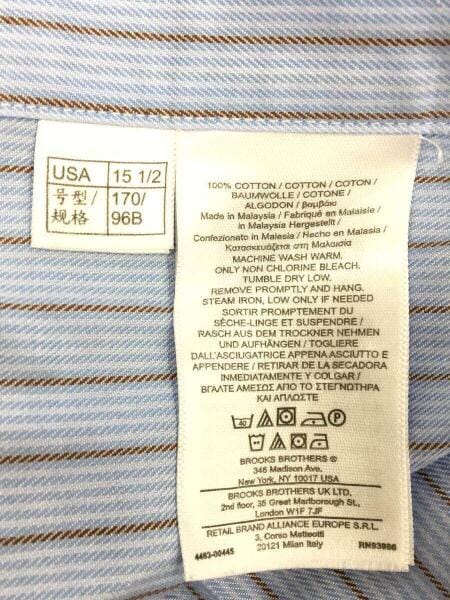 USA 15 1/2
号型/ 170/
规格 96B
100% COTTON / COTTON / COTON /
BAUMWOLLE / COTONE /
ALGODON / βαμβάκι
Made in Malaysia / Fabriqué en Malaisie /
in Malaysia Hergestellt /
Confezionato in Malesia / Hecho en Malasia /
Κατασκευάζεται στη Μαλαισία
MACHINE WASH WARM.
ONLY NON CHLORINE BLEACH.
TUMBLE DRY LOW.
REMOVE PROMPTLY AND HANG.
STEAM IRON, LOW ONLY IF NEEDED
SORTIR PROMPTEMENT DU
SÈCHE-LINGE ET SUSPENDRE /
RASCH AUS DEM TROCKNER NEHMEN
UND AUFHÄNGEN / TOGLIERE
DALL'ASCIUGATRICE APPENA ASCIUTTO E
APPENDERE / RETIRAR DE LA SECADORA
INMEDIATAMENTE Y COLGAR /
ΒΓΑΛΤΕ ΑΜΕΣΩΣ ΑΠΟ ΤΟ ΣΤΕΓΝΩΤΗΡΙΟ
ΚΑΙ ΑΠΛΩΣΤΕ
40 P
BROOKS BROTHERS ®
346 Madison Ave.
New York, NY 10017 USA
BROOKS BROTHERS UK LTD.
2nd floor, 35 Great Marlborough St.
London W1F 7JF
RETAIL BRAND ALLIANCE EUROPE S.R.L.
3, Corso Matteotti
4483-00445 20121 Milan Italy RN93986